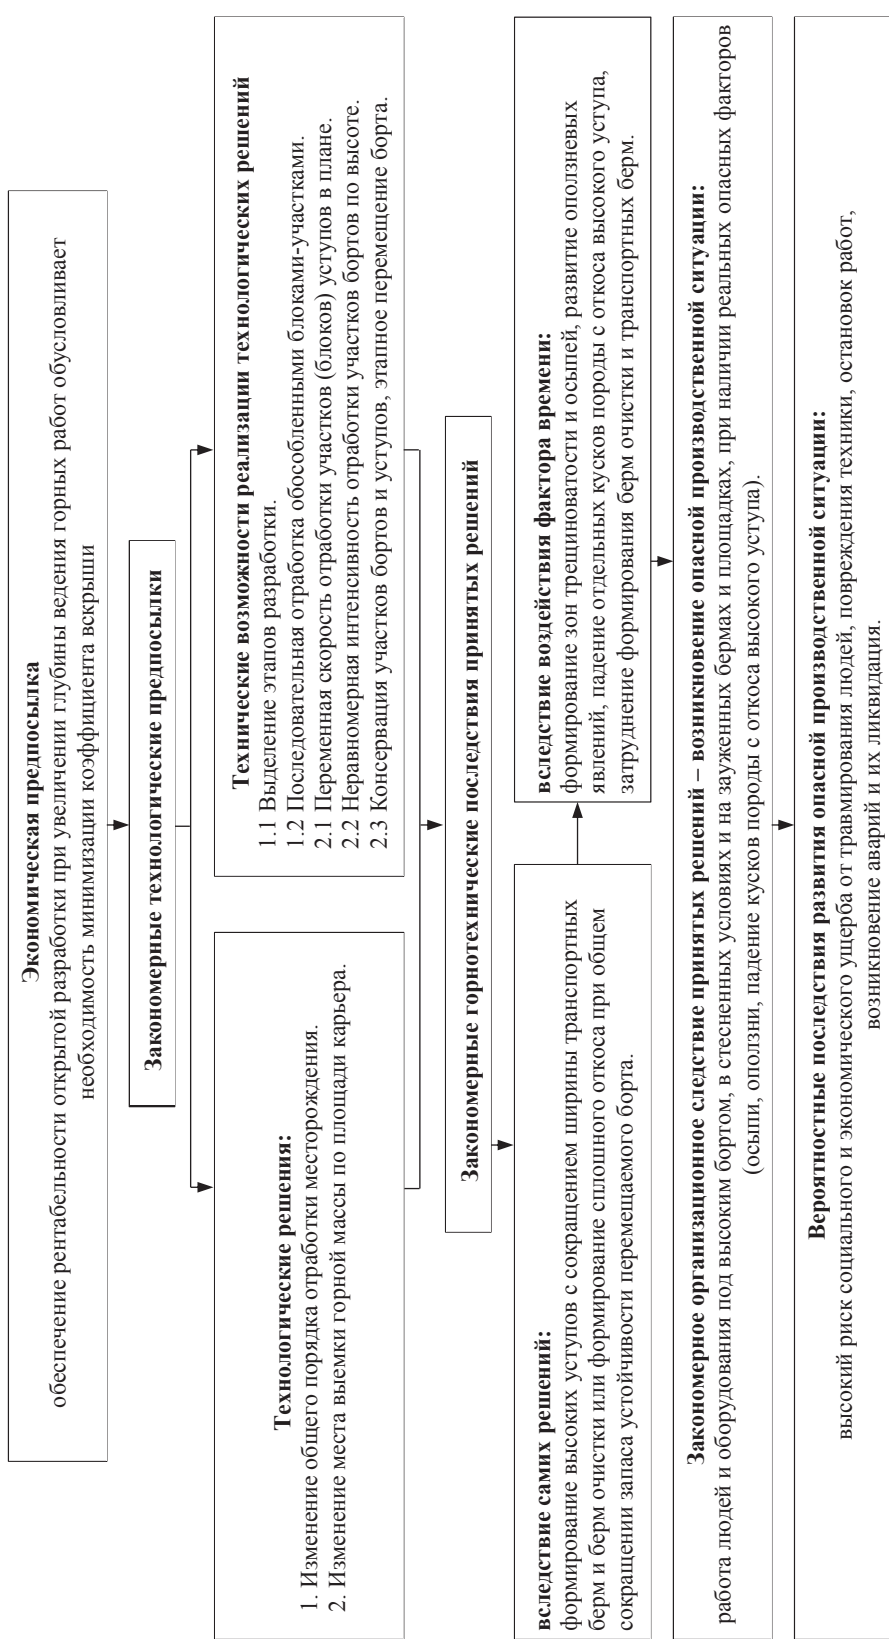 Экономическая предпосылка
обеспечение рентабельности открытой разработки при увеличении глубины ведения горных работ обусловливает
необходимость минимизации коэффициента вскрыши
Закономерные технологические предпосылки
Технологические решения:
1. Изменение общего порядка отработки месторождения.
2. Изменение места выемки горной массы по площади карьера.
Технические возможности реализации технологических решений
1.1 Выделение этапов разработки.
1.2 Последовательная отработка обособленными блоками-участками.
2.1 Переменная скорость отработки участков (блоков) уступов в плане.
2.2 Неравномерная интенсивность отработки участков бортов по высоте.
2.3 Консервация участков бортов и уступов, этапное перемещение борта.
Закономерные горнотехнические последствия принятых решений
вследствие самих решений:
формирование высоких уступов с сокращением ширины транспортных
берм и берм очистки или формирование сплошного откоса при общем
сокращении запаса устойчивости перемещаемого борта.
вследствие воздействия фактора времени:
формирование зон трещиноватости и осыпей, развитие оползневых
явлений, падение отдельных кусков породы с откоса высокого уступа,
затруднение формирования берм очистки и транспортных берм.
Закономерное организационное следствие принятых решений – возникновение опасной производственной ситуации:
работа людей и оборудования под высоким бортом, в стесненных условиях и на зауженных бермах и площадках, при наличии реальных опасных факторов
(осыпи, оползни, падение кусков породы с откоса высокого уступа).
Вероятностные последствия развития опасной производственной ситуации:
высокий риск социального и экономического ущерба от травмирования людей, повреждения техники, остановок работ,
возникновение аварий и их ликвидация.